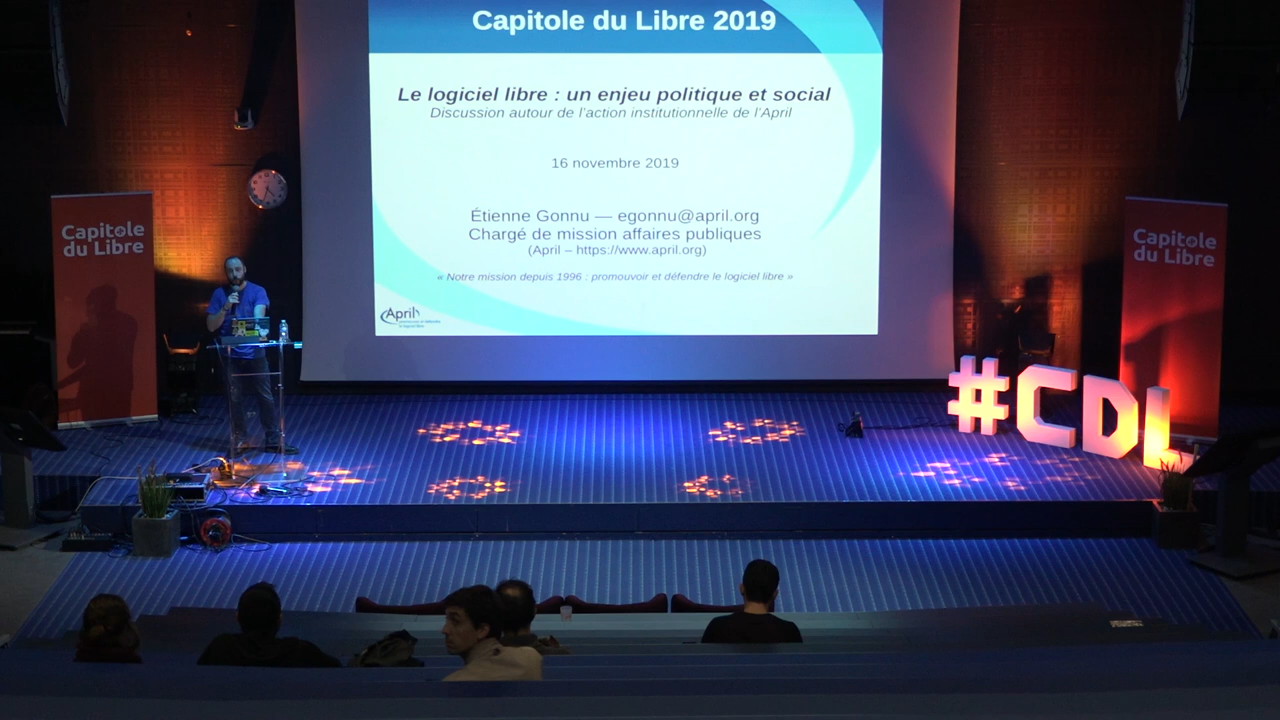 Capitole du Libre 2019
Le logiciel libre : un enjeu politique et social
Discussion autour de l'action institutionnelle de l'April
16 novembre 2019
Étienne Gonnu — egonnu@april.org
Chargé de mission affaires publiques
(April – https://www.april.org)
« Notre mission depuis 1996 : promouvoir et défendre le logiciel libre »
April
Capitole
du Libre
Capitole
du Libre
#CDL